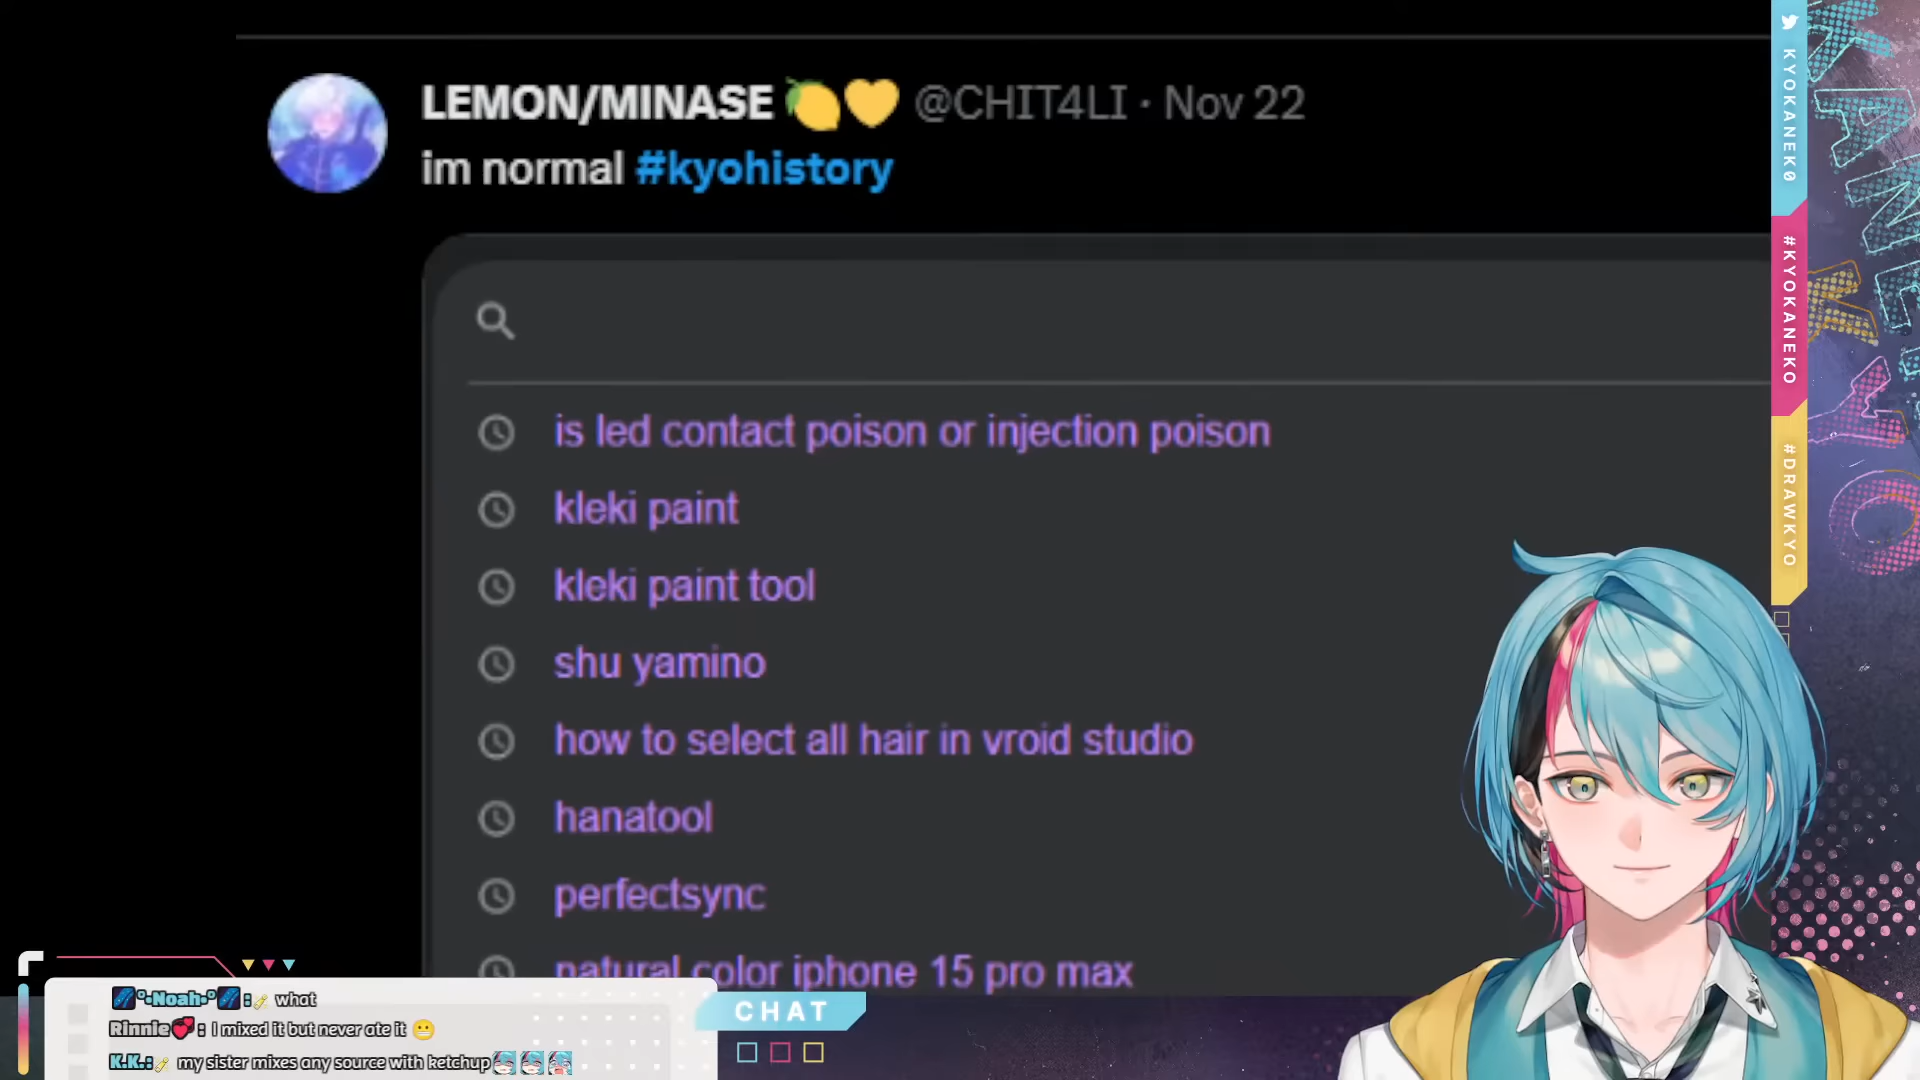 LEMON/MINASE 🍋💛 @CHIT4LI · Nov 22
im normal #kyohistory
is led contact poison or injection poison
kleki paint
kleki paint tool
shu yamino
how to select all hair in vroid studio
hanatool
perfectsync
natural color iphone 15 pro max
°•Noah•°: what
Rinnie💕: I mixed it but never ate it 😬
K.K.: my sister mixes any source with ketchup
CHAT
KYOKANEK0
#KYOKANEKO
#DRAWKYO
KANEKO
KYO